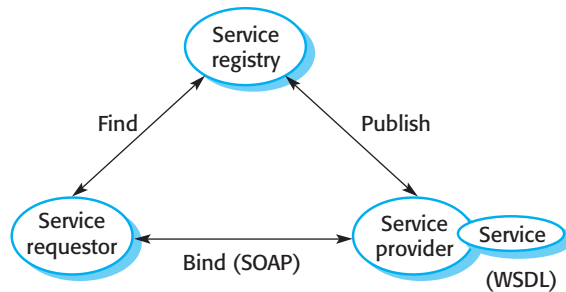 Service
registry
Find
Publish
Service
requestor
Bind (SOAP)
Service
provider
Service
(WSDL)